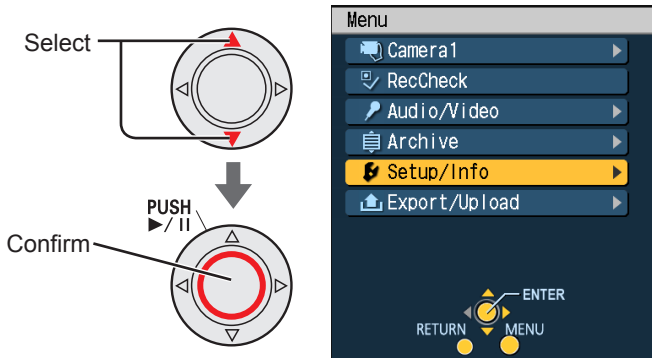 Select
PUSH
▶/II
Confirm
Menu
Camera1
RecCheck
Audio/Video
Archive
Setup/Info
Export/Upload
ENTER
RETURN
MENU